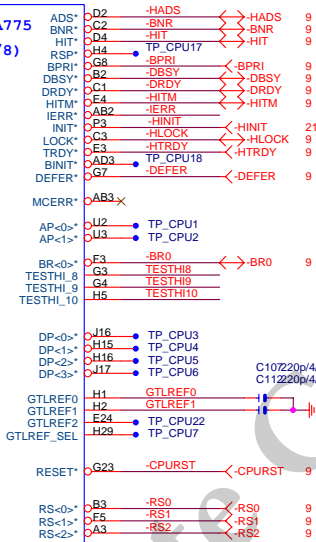 A775
/8)
ADS* D2 -HADS -HADS 9
BNR* C2 -BNR -BNR 9
HIT* D4 -HIT -HIT 9
RSP* H4 TP_CPU17
BPRI* G8 -BPRI -BPRI 9
DBSY* B2 -DBSY -DBSY 9
DRDY* C1 -DRDY -DRDY 9
HITM* E4 -HITM -HITM 9
IERR* AB2 -IERR
INIT* P3 -HINIT -HINIT 21
LOCK* C3 -HLOCK -HLOCK 9
TRDY* E3 -HTRDY -HTRDY 9
BINIT* AD3 TP_CPU18
DEFER* G7 -DEFER -DEFER 9
MCERR* AB3
AP<0>* U2 TP_CPU1
AP<1>* U3 TP_CPU2
BR<0>* F3 -BR0 -BR0 9
TESTHI_8 G3 TESTHI8
TESTHI_9 G4 TESTHI9
TESTHI_10 H5 TESTHI10
DP<0>* J16 TP_CPU3
DP<1>* H15 TP_CPU4
DP<2>* H16 TP_CPU5
DP<3>* J17 TP_CPU6
C107 220p/4/
C112 220p/4/
GTLREF0 H1 GTLREF0
GTLREF1 H2 GTLREF1
GTLREF2 E24 TP_CPU22
GTLREF_SEL H29 TP_CPU7
RESET* G23 -CPURST -CPURST 9
RS<0>* B3 -RS0 -RS0 9
RS<1>* F5 -RS1 -RS1 9
RS<2>* A3 -RS2 -RS2 9